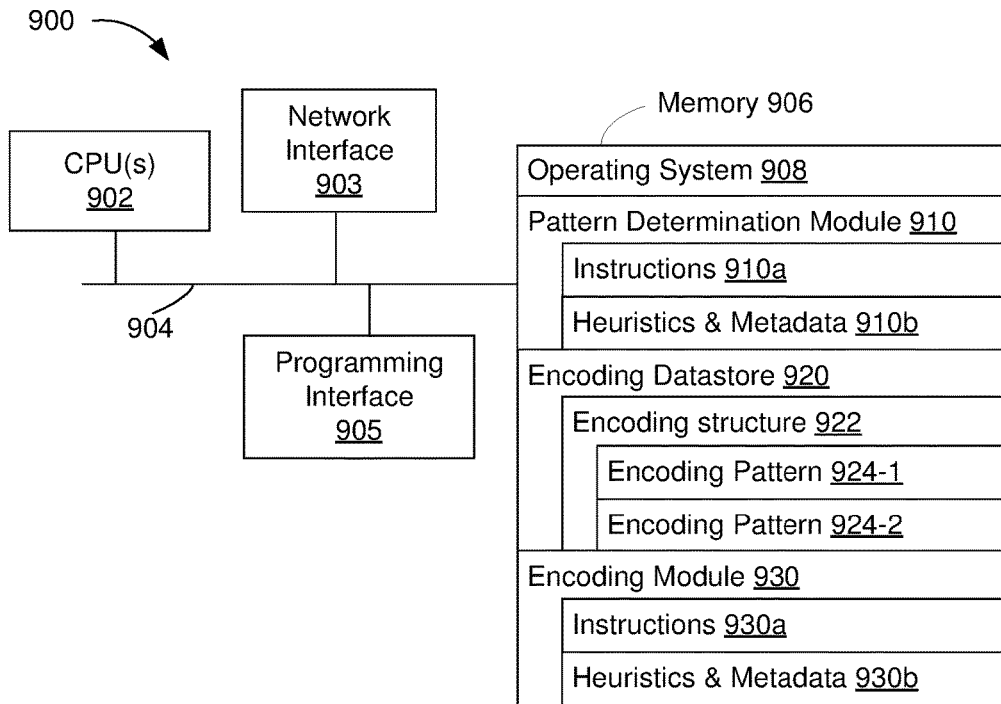 900
Memory 906
Network
Interface
903
CPU(s)
902
904
Programming
Interface
905
Operating System 908
Pattern Determination Module 910
Instructions 910a
Heuristics & Metadata 910b
Encoding Datastore 920
Encoding structure 922
Encoding Pattern 924-1
Encoding Pattern 924-2
Encoding Module 930
Instructions 930a
Heuristics & Metadata 930b